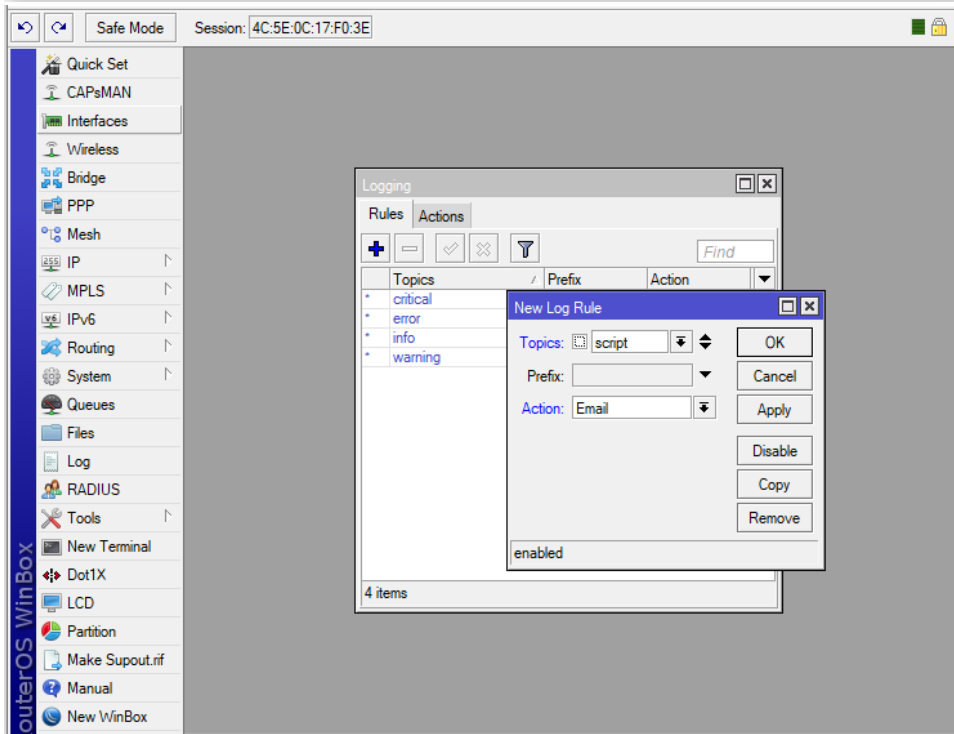 Safe Mode Session: 4C:5E:0C:17:F0:3E
Quick Set
CAPsMAN
Interfaces
Wireless
Bridge
PPP
Mesh
255 IP
MPLS
v6 IPv6
Routing
System
Queues
Files
Log
RADIUS
Tools
New Terminal
Dot1X
LCD
Partition
Make Supout.rif
Manual
New WinBox
outerOS WinBox
Logging
Rules Actions
Find
Topics Prefix Action
* critical
* error
* info
* warning
4 items
New Log Rule
Topics: script
Prefix:
Action: Email
OK
Cancel
Apply
Disable
Copy
Remove
enabled